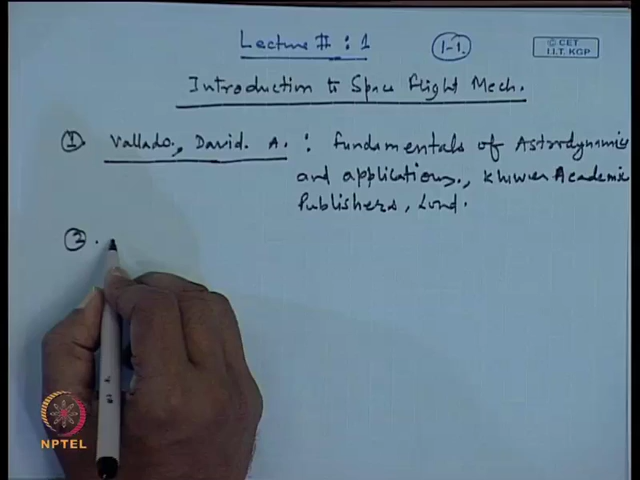 Lecture # : 1
1-1.
© CET
I.I.T. KGP
Introduction to Space Flight Mech.
① Vallado, David. A. : Fundamentals of Astrodynamics
and applications, Kluwer Academic
Publishers, Lond.
② .
NPTEL